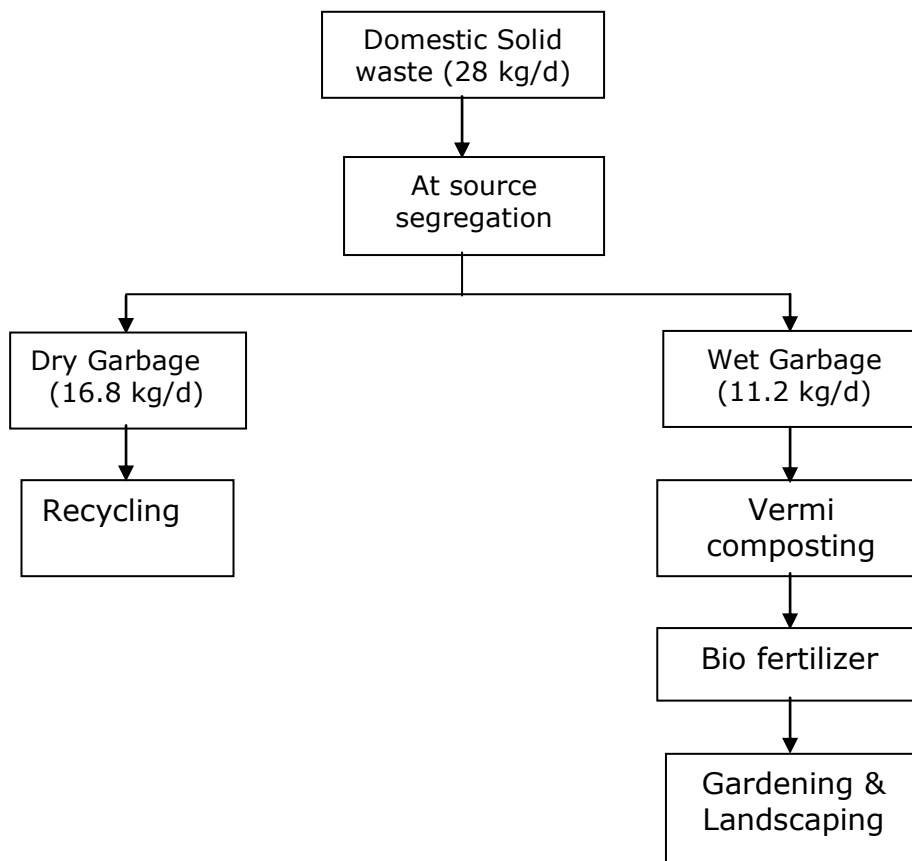 Domestic Solid
waste (28 kg/d)
At source
segregation
Dry Garbage
(16.8 kg/d)
Wet Garbage
(11.2 kg/d)
Recycling
Vermi
composting
Bio fertilizer
Gardening &
Landscaping